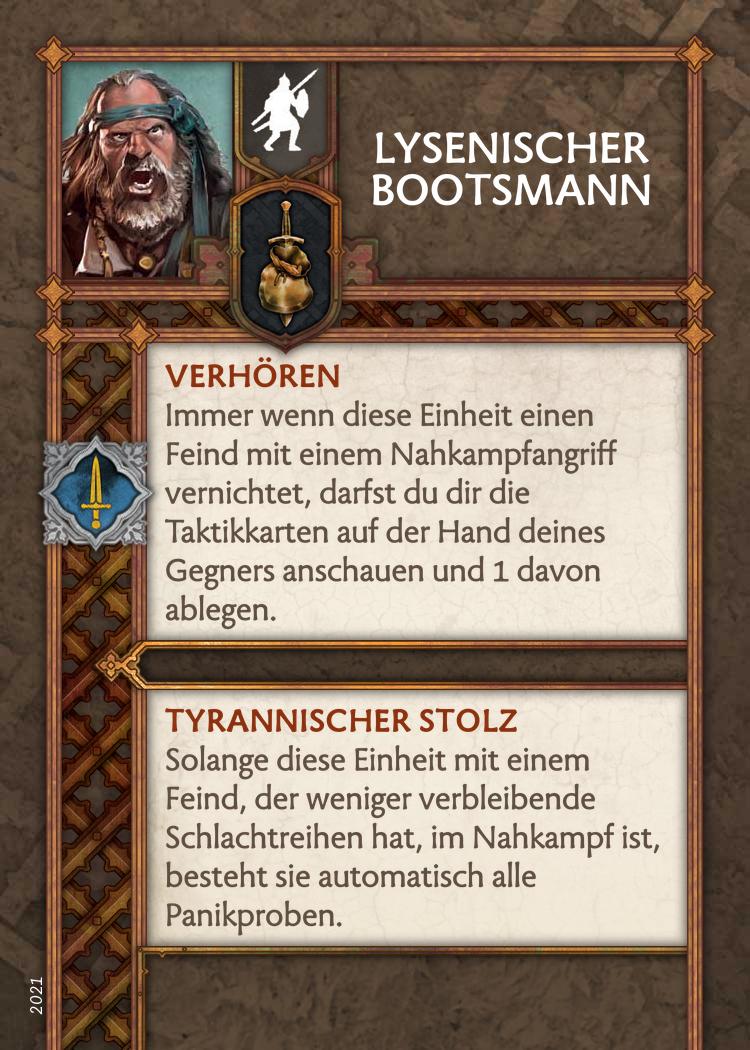 LYSENISCHER
BOOTSMANN
VERHÖREN
Immer wenn diese Einheit einen
Feind mit einem Nahkampfangriff
vernichtet, darfst du dir die
Taktikkarten auf der Hand deines
Gegners anschauen und 1 davon
ablegen.
TYRANNISCHER STOLZ
Solange diese Einheit mit einem
Feind, der weniger verbleibende
Schlachtreihen hat, im Nahkampf ist,
besteht sie automatisch alle
Panikproben.
2021